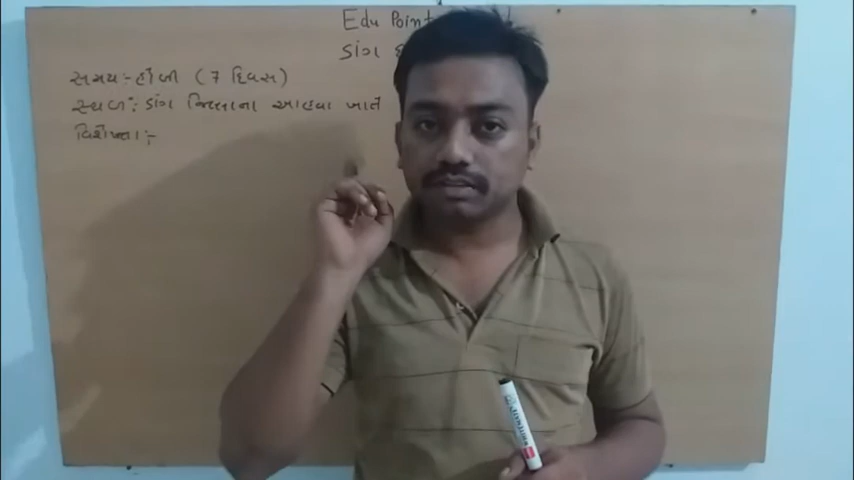 Edu Point
ડાંગ
સમય:- હોળી (7 દિવસ)
સ્થળ:- ડાંગ જિલ્લાના આહવા ખાતે
વિશેષતા:-